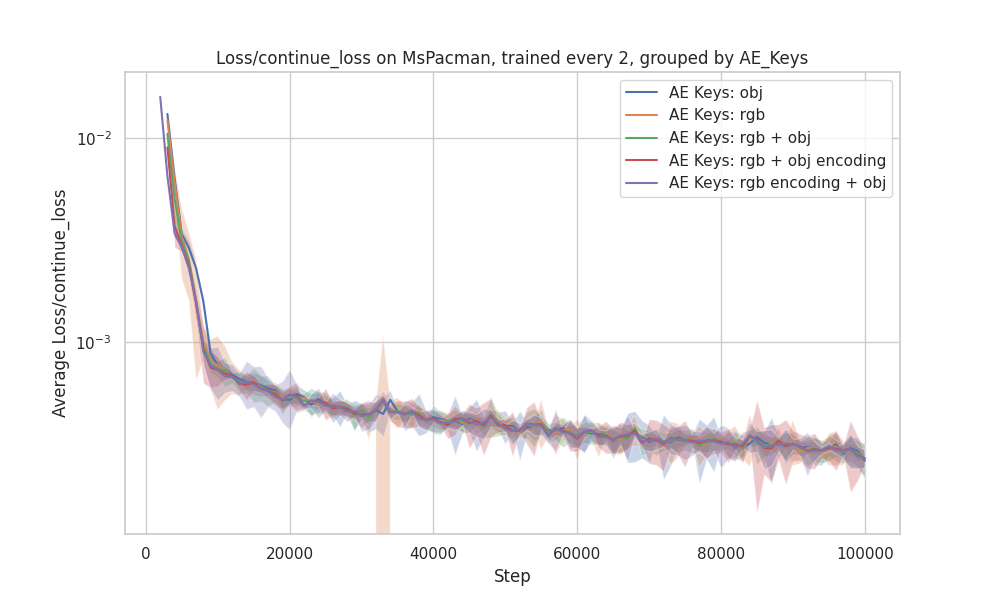 Loss/continue_loss on MsPacman, trained every 2, grouped by AE_Keys
AE Keys: obj
AE Keys: rgb
AE Keys: rgb + obj
AE Keys: rgb + obj encoding
AE Keys: rgb encoding + obj
Average Loss/continue_loss
10⁻²
10⁻³
0 20000 40000 60000 80000 100000
Step